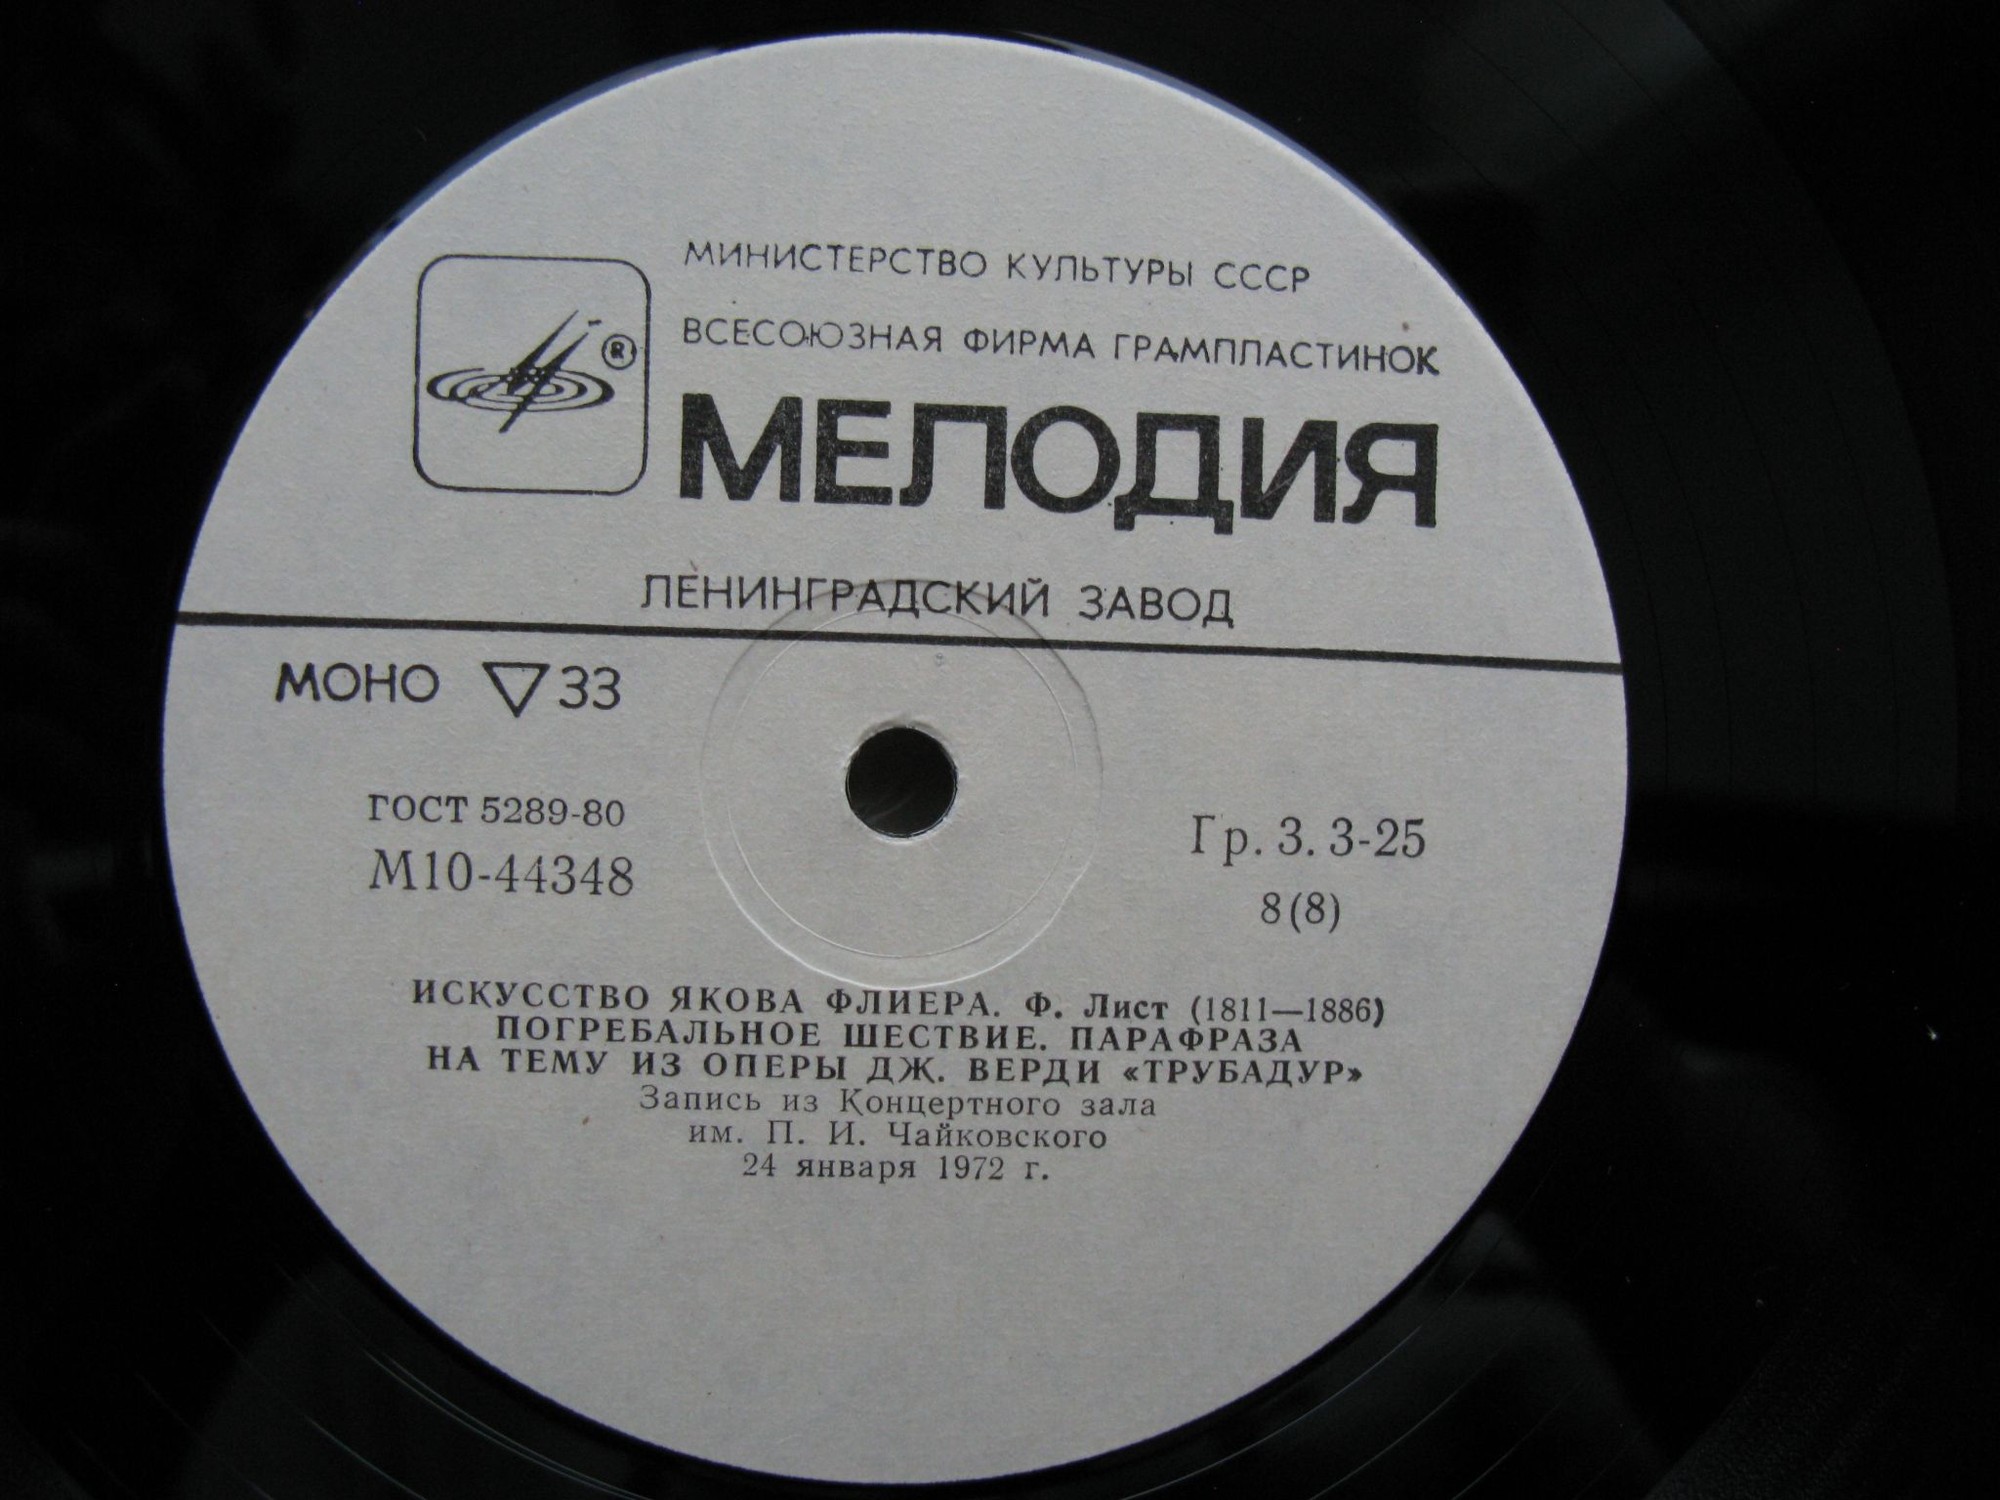 МИНИСТЕРСТВО КУЛЬТУРЫ СССР
ВСЕСОЮЗНАЯ ФИРМА ГРАМПЛАСТИНОК
®
МЕЛОДИЯ
ЛЕНИНГРАДСКИЙ ЗАВОД
МОНО ▽33
ГОСТ 5289-80
М10-44348
Гр. 3. 3-25
8(8)
ИСКУССТВО ЯКОВА ФЛИЕРА. Ф. Лист (1811—1886)
ПОГРЕБАЛЬНОЕ ШЕСТВИЕ. ПАРАФРАЗА
НА ТЕМУ ИЗ ОПЕРЫ ДЖ. ВЕРДИ «ТРУБАДУР»
Запись из Концертного зала
им. П. И. Чайковского
24 января 1972 г.